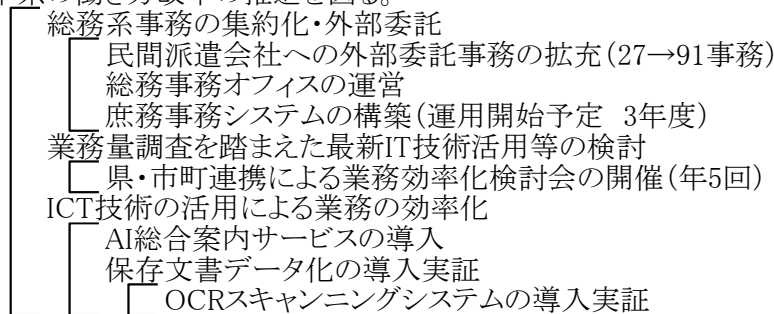 総務系事務の集約化・外部委託
民間派遣会社への外部委託事務の拡充(27→91事務)
総務事務オフィスの運営
庶務事務システムの構築(運用開始予定 3年度)
業務量調査を踏まえた最新IT技術活用等の検討
県・市町連携による業務効率化検討会の開催(年5回)
ICT技術の活用による業務の効率化
AI総合案内サービスの導入
保存文書データ化の導入実証
OCRスキャンニングシステムの導入実証